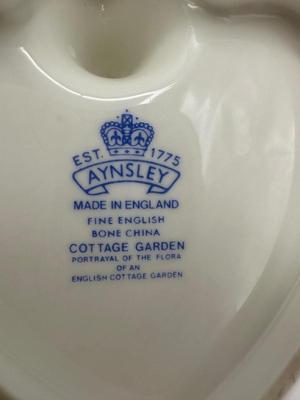 EST. 1775
AYNSLEY
MADE IN ENGLAND
FINE ENGLISH
BONE CHINA
COTTAGE GARDEN
PORTRAYAL OF THE FLORA
OF AN
ENGLISH COTTAGE GARDEN